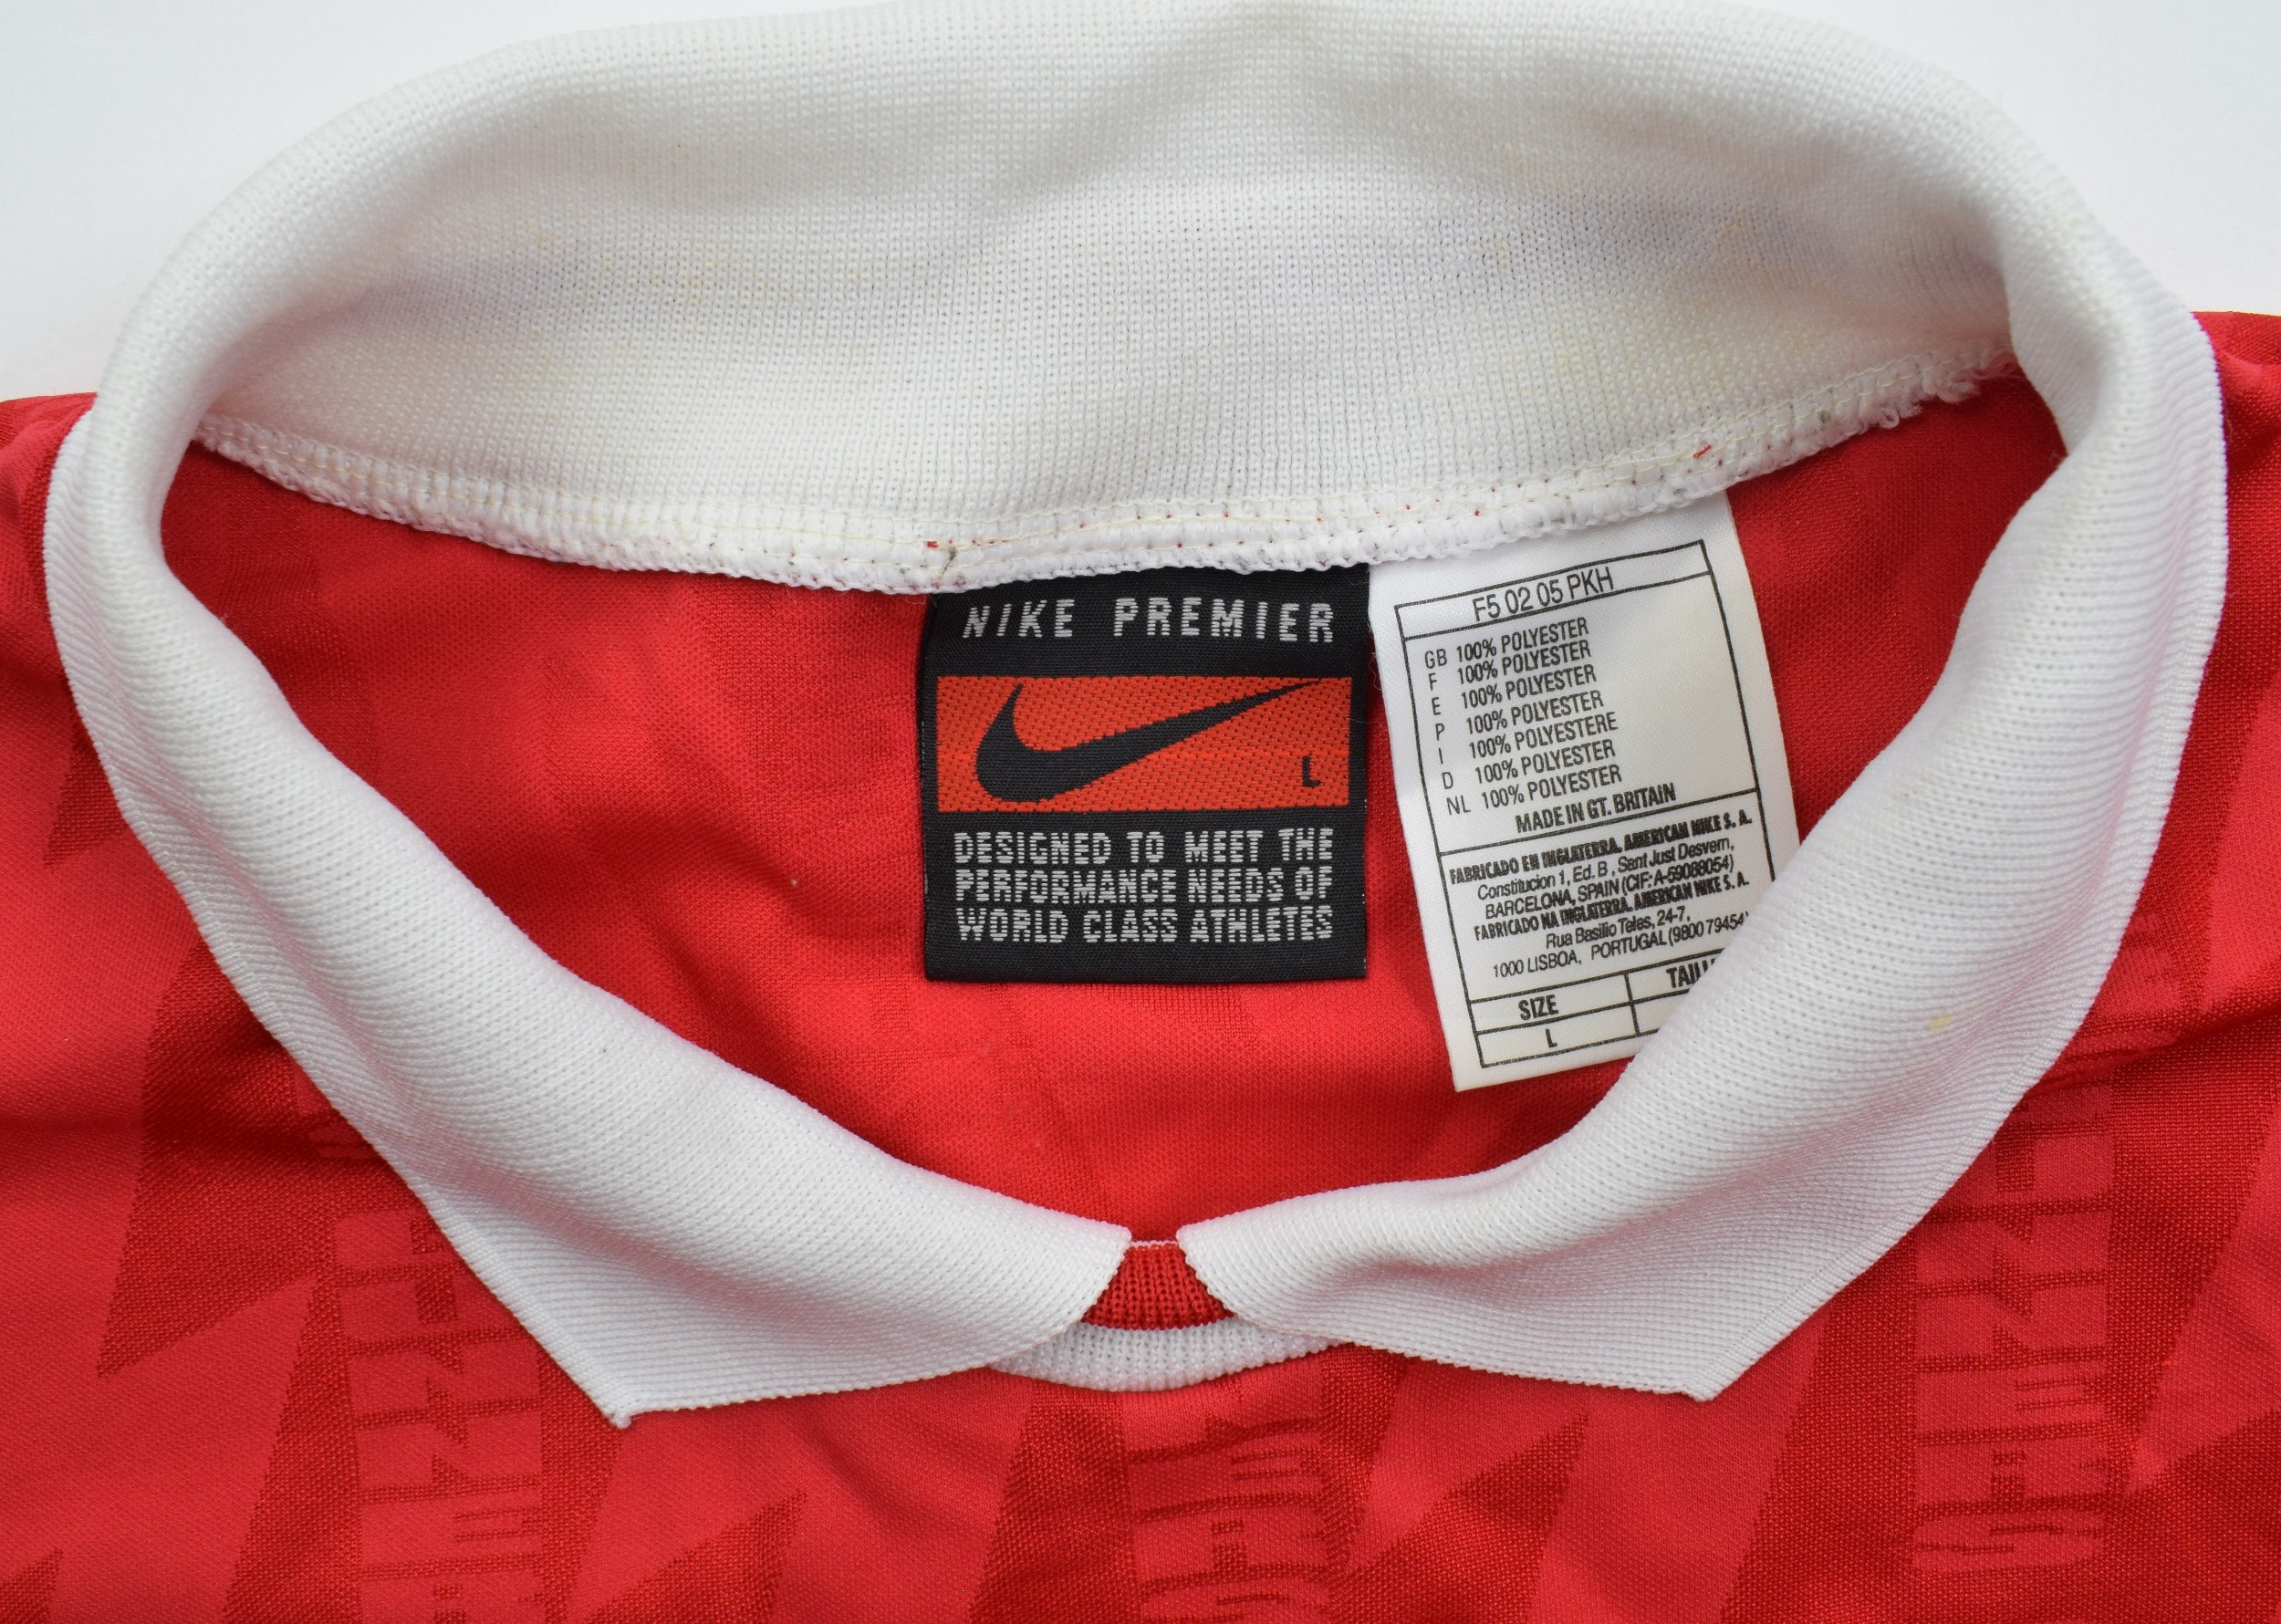 NIKE PREMIER
L
DESIGNED TO MEET THE
PERFORMANCE NEEDS OF
WORLD CLASS ATHLETES
F5 02 05 PKH
GB 100% POLYESTER
F 100% POLYESTER
E 100% POLYESTER
P 100% POLYESTER
I 100% POLYESTERE
D 100% POLYESTER
NL 100% POLYESTER
MADE IN GT. BRITAIN
FABRICADO EN INGLATERRA. AMERICAN NIKE S. A.
Constitucion 1, Ed. B, Sant Just Desvern,
BARCELONA, SPAIN (CIF: A-59088054)
FABRICADO NA INGLATERRA. AMERICAN NIKE S. A.
Rua Basilio Teles, 24-7,
1000 LISBOA, PORTUGAL (9800 79454)
SIZE
L